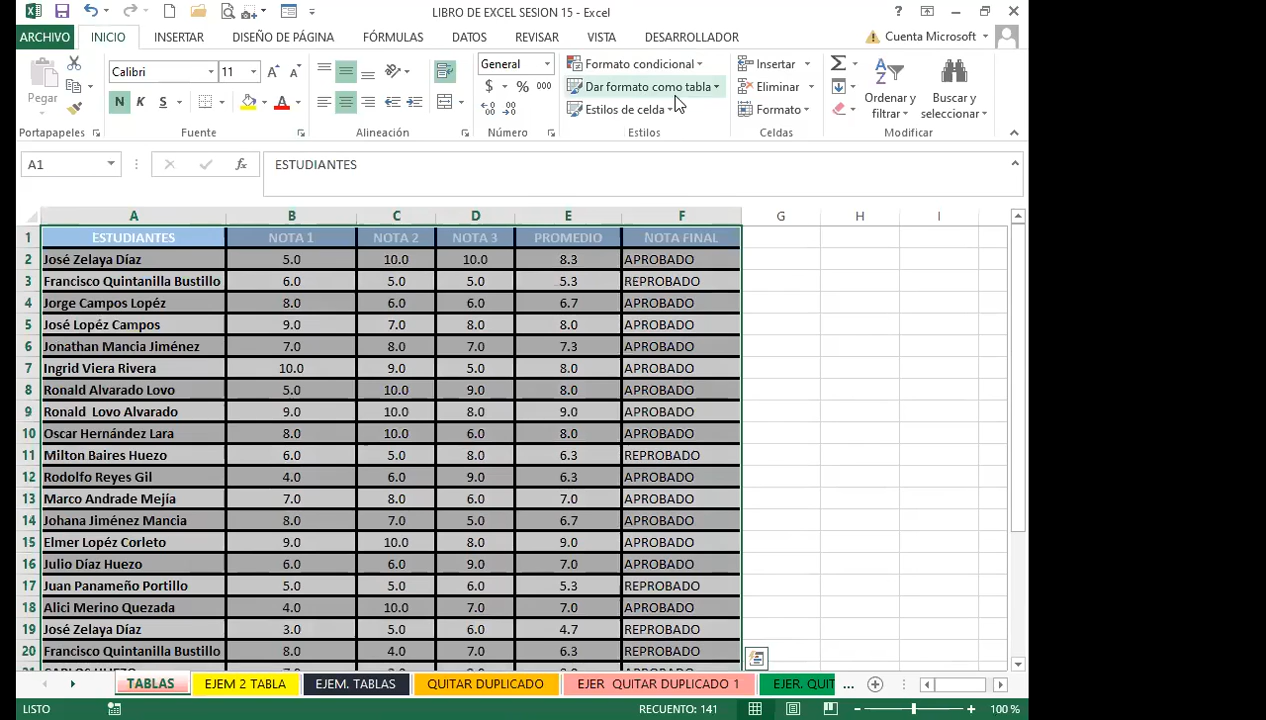 LIBRO DE EXCEL SESION 15 - Excel
ARCHIVO INICIO INSERTAR DISEÑO DE PÁGINA FÓRMULAS DATOS REVISAR VISTA DESARROLLADOR Cuenta Microsoft
Pegar
Calibri 11
N K S
General
$ % 000
Formato condicional
Dar formato como tabla
Estilos de celda
Insertar
Eliminar
Formato
Ordenar y filtrar
Buscar y seleccionar
Portapapeles Fuente Alineación Número Estilos Celdas Modificar
A1 fx ESTUDIANTES
A B C D E F G H I
1 ESTUDIANTES NOTA 1 NOTA 2 NOTA 3 PROMEDIO NOTA FINAL
2 José Zelaya Díaz 5.0 10.0 10.0 8.3 APROBADO
3 Francisco Quintanilla Bustillo 6.0 5.0 5.0 5.3 REPROBADO
4 Jorge Campos Lopéz 8.0 6.0 6.0 6.7 APROBADO
5 José Lopéz Campos 9.0 7.0 8.0 8.0 APROBADO
6 Jonathan Mancia Jiménez 7.0 8.0 7.0 7.3 APROBADO
7 Ingrid Viera Rivera 10.0 9.0 5.0 8.0 APROBADO
8 Ronald Alvarado Lovo 5.0 10.0 9.0 8.0 APROBADO
9 Ronald Lovo Alvarado 9.0 10.0 8.0 9.0 APROBADO
10 Oscar Hernández Lara 8.0 10.0 6.0 8.0 APROBADO
11 Milton Baires Huezo 6.0 5.0 8.0 6.3 REPROBADO
12 Rodolfo Reyes Gil 4.0 6.0 9.0 6.3 APROBADO
13 Marco Andrade Mejía 7.0 8.0 6.0 7.0 APROBADO
14 Johana Jiménez Mancia 8.0 7.0 5.0 6.7 APROBADO
15 Elmer Lopéz Corleto 9.0 10.0 8.0 9.0 APROBADO
16 Julio Díaz Huezo 6.0 6.0 9.0 7.0 APROBADO
17 Juan Panameño Portillo 5.0 5.0 6.0 5.3 REPROBADO
18 Alici Merino Quezada 4.0 10.0 7.0 7.0 APROBADO
19 José Zelaya Díaz 3.0 5.0 6.0 4.7 REPROBADO
20 Francisco Quintanilla Bustillo 8.0 4.0 7.0 6.3 REPROBADO
TABLAS EJEM 2 TABLA EJEM. TABLAS QUITAR DUPLICADO EJER QUITAR DUPLICADO 1 EJER. QUIT ...
LISTO RECUENTO: 141 100 %